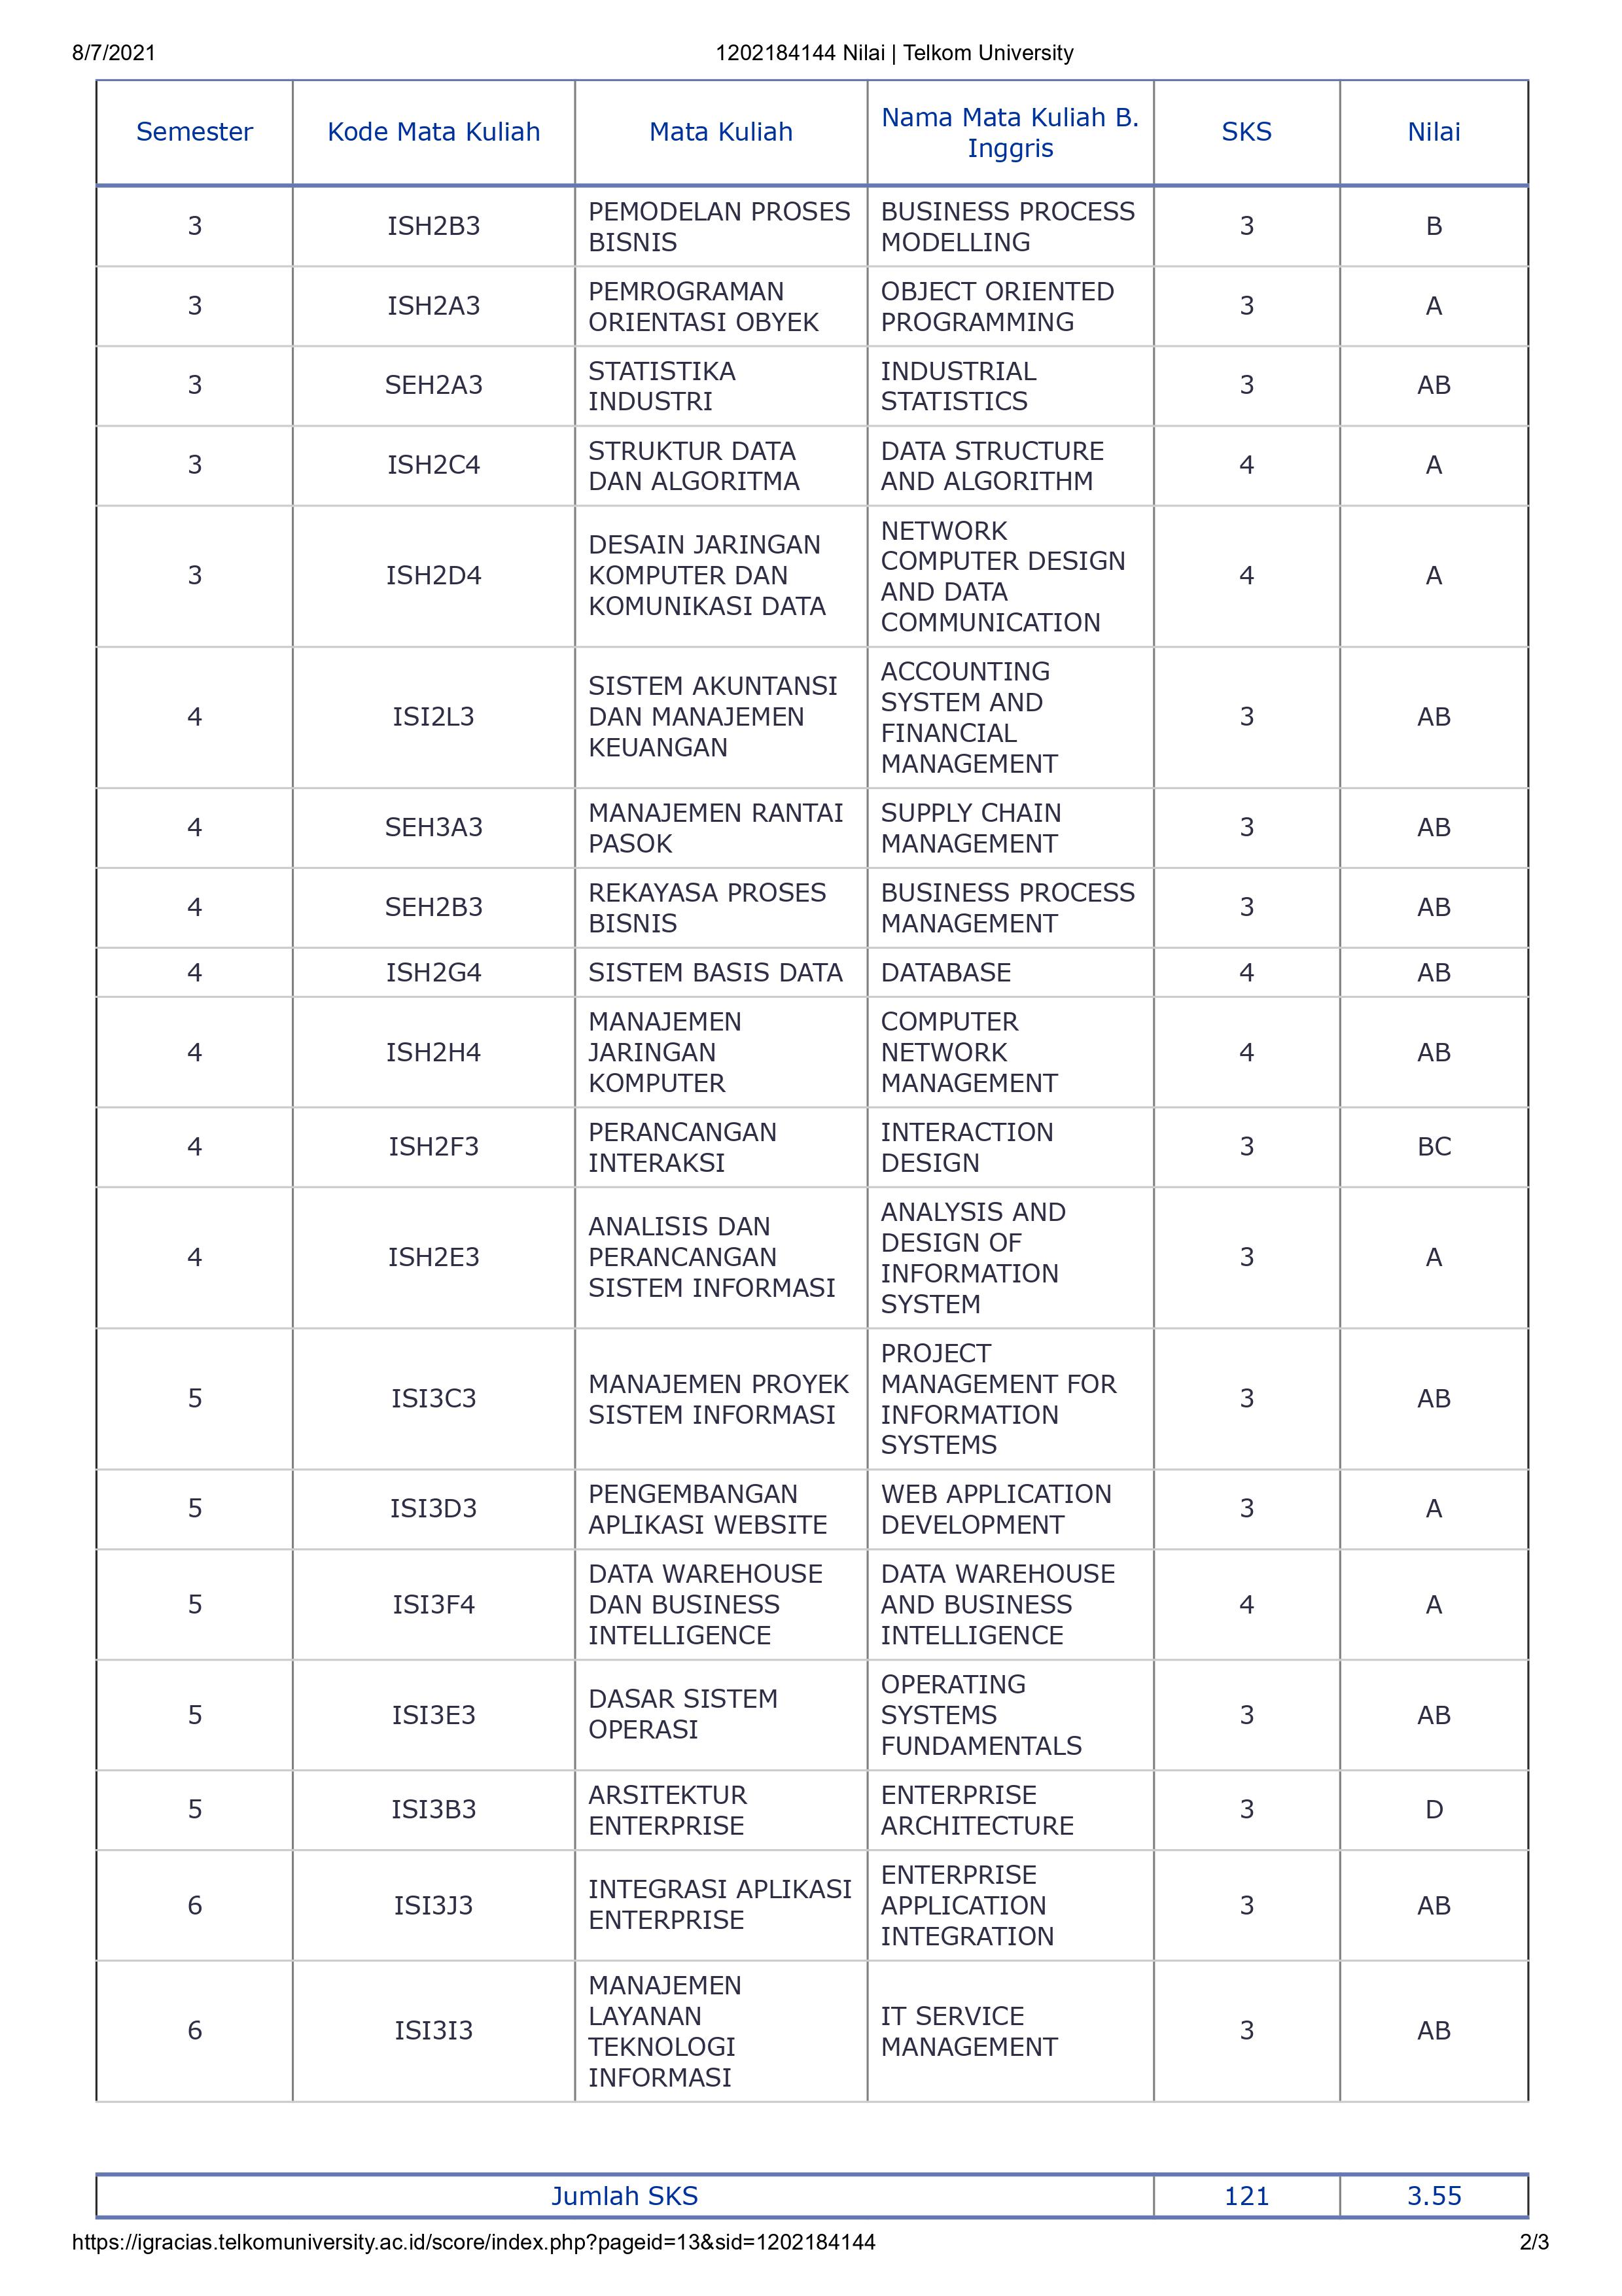 8/7/2021 1202184144 Nilai | Telkom University
Semester Kode Mata Kuliah Mata Kuliah Nama Mata Kuliah B. Inggris SKS Nilai
3 ISH2B3 PEMODELAN PROSES BISNIS BUSINESS PROCESS MODELLING 3 B
3 ISH2A3 PEMROGRAMAN ORIENTASI OBYEK OBJECT ORIENTED PROGRAMMING 3 A
3 SEH2A3 STATISTIKA INDUSTRI INDUSTRIAL STATISTICS 3 AB
3 ISH2C4 STRUKTUR DATA DAN ALGORITMA DATA STRUCTURE AND ALGORITHM 4 A
3 ISH2D4 DESAIN JARINGAN KOMPUTER DAN KOMUNIKASI DATA NETWORK COMPUTER DESIGN AND DATA COMMUNICATION 4 A
4 ISI2L3 SISTEM AKUNTANSI DAN MANAJEMEN KEUANGAN ACCOUNTING SYSTEM AND FINANCIAL MANAGEMENT 3 AB
4 SEH3A3 MANAJEMEN RANTAI PASOK SUPPLY CHAIN MANAGEMENT 3 AB
4 SEH2B3 REKAYASA PROSES BISNIS BUSINESS PROCESS MANAGEMENT 3 AB
4 ISH2G4 SISTEM BASIS DATA DATABASE 4 AB
4 ISH2H4 MANAJEMEN JARINGAN KOMPUTER COMPUTER NETWORK MANAGEMENT 4 AB
4 ISH2F3 PERANCANGAN INTERAKSI INTERACTION DESIGN 3 BC
4 ISH2E3 ANALISIS DAN PERANCANGAN SISTEM INFORMASI ANALYSIS AND DESIGN OF INFORMATION SYSTEM 3 A
5 ISI3C3 MANAJEMEN PROYEK SISTEM INFORMASI PROJECT MANAGEMENT FOR INFORMATION SYSTEMS 3 AB
5 ISI3D3 PENGEMBANGAN APLIKASI WEBSITE WEB APPLICATION DEVELOPMENT 3 A
5 ISI3F4 DATA WAREHOUSE DAN BUSINESS INTELLIGENCE DATA WAREHOUSE AND BUSINESS INTELLIGENCE 4 A
5 ISI3E3 DASAR SISTEM OPERASI OPERATING SYSTEMS FUNDAMENTALS 3 AB
5 ISI3B3 ARSITEKTUR ENTERPRISE ENTERPRISE ARCHITECTURE 3 D
6 ISI3J3 INTEGRASI APLIKASI ENTERPRISE ENTERPRISE APPLICATION INTEGRATION 3 AB
6 ISI3I3 MANAJEMEN LAYANAN TEKNOLOGI INFORMASI IT SERVICE MANAGEMENT 3 AB
Jumlah SKS 121 3.55
https://igracias.telkomuniversity.ac.id/score/index.php?pageid=13&sid=1202184144 2/3